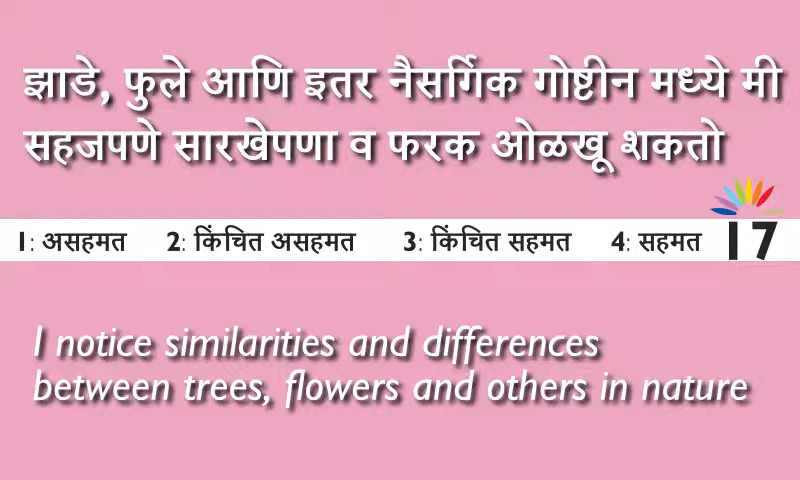 झाडे, फुले आणि इतर नैसर्गिक गोष्टीन मध्ये मी
सहजपणे सारखेपणा व फरक ओळखू शकतो
1: असहमत 2: किंचित असहमत 3: किंचित सहमत 4: सहमत 17
I notice similarities and differences
between trees, flowers and others in nature